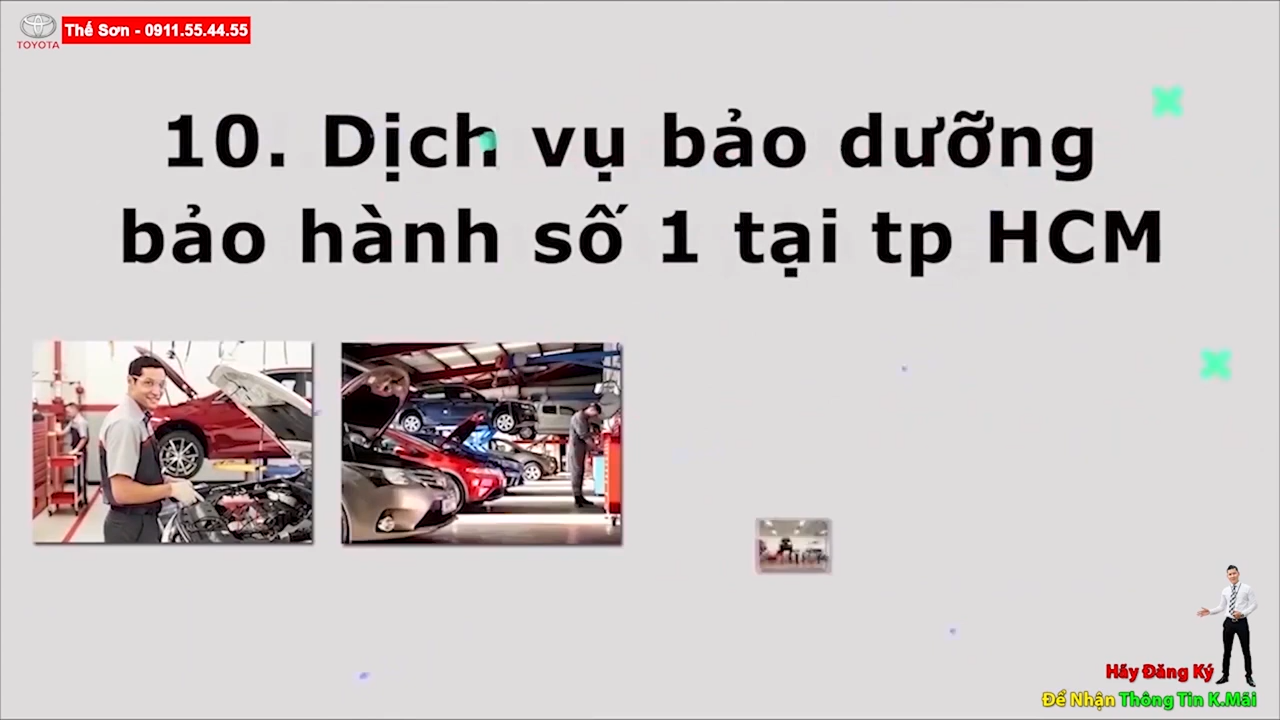 TOYOTA
Thế Sơn - 0911.55.44.55
10. Dịch vụ bảo dưỡng
bảo hành số 1 tại tp HCM
Hãy Đăng Ký
Để Nhận Thông Tin K.Mãi